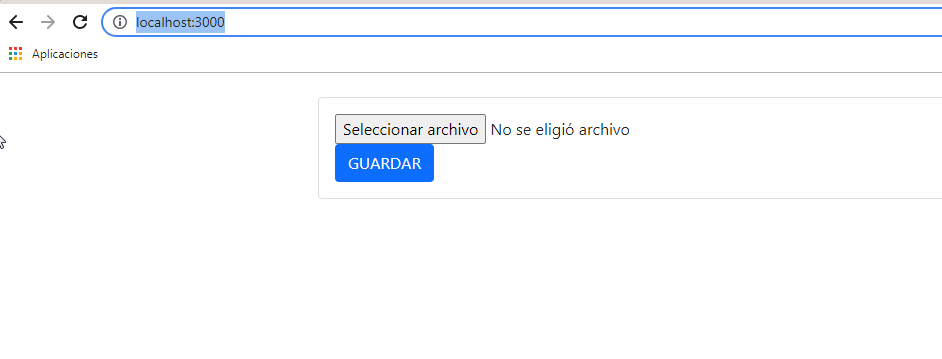 localhost:3000
Aplicaciones
Seleccionar archivo No se eligió archivo
GUARDAR